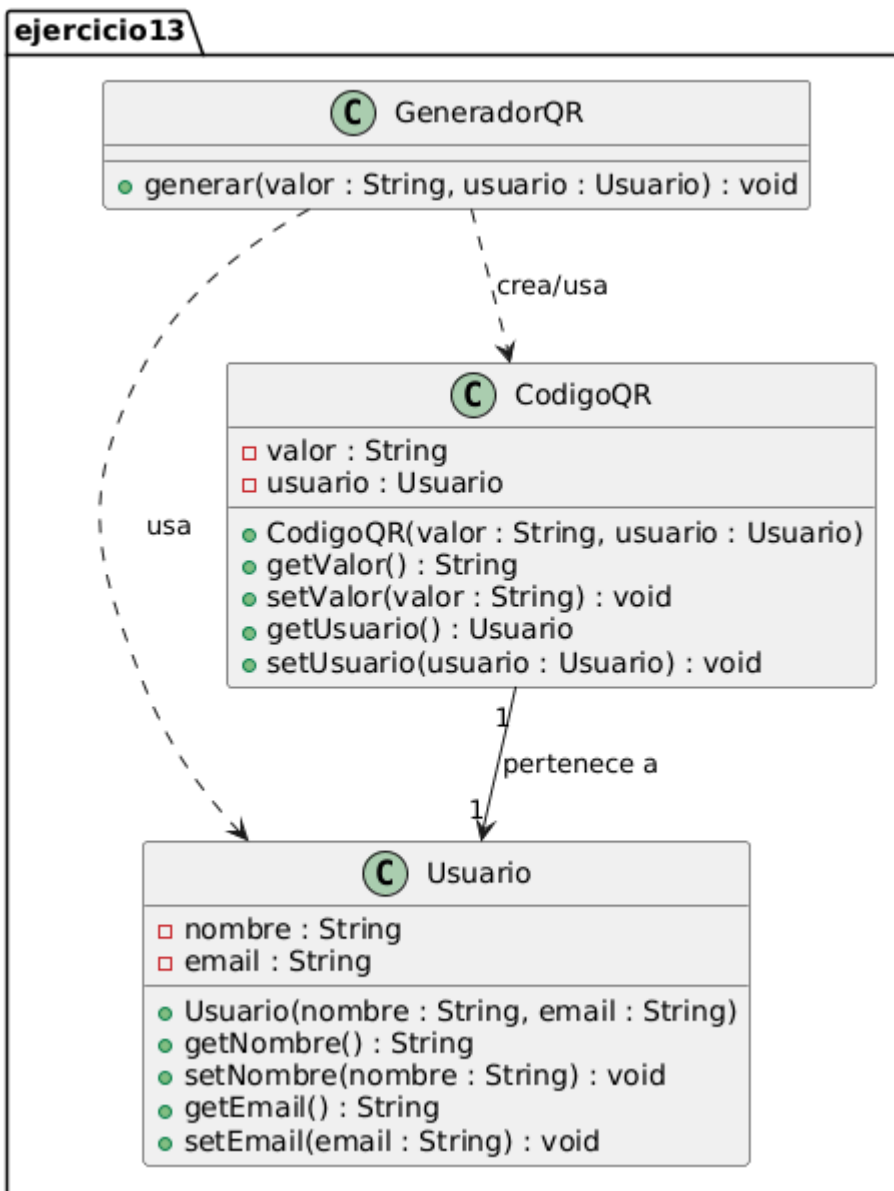 ejercicio13
C GeneradorQR
generar(valor : String, usuario : Usuario) : void
crea/usa
C CodigoQR
valor : String
usuario : Usuario
CodigoQR(valor : String, usuario : Usuario)
getValor() : String
setValor(valor : String) : void
getUsuario() : Usuario
setUsuario(usuario : Usuario) : void
usa
1
pertenece a
1
C Usuario
nombre : String
email : String
Usuario(nombre : String, email : String)
getNombre() : String
setNombre(nombre : String) : void
getEmail() : String
setEmail(email : String) : void